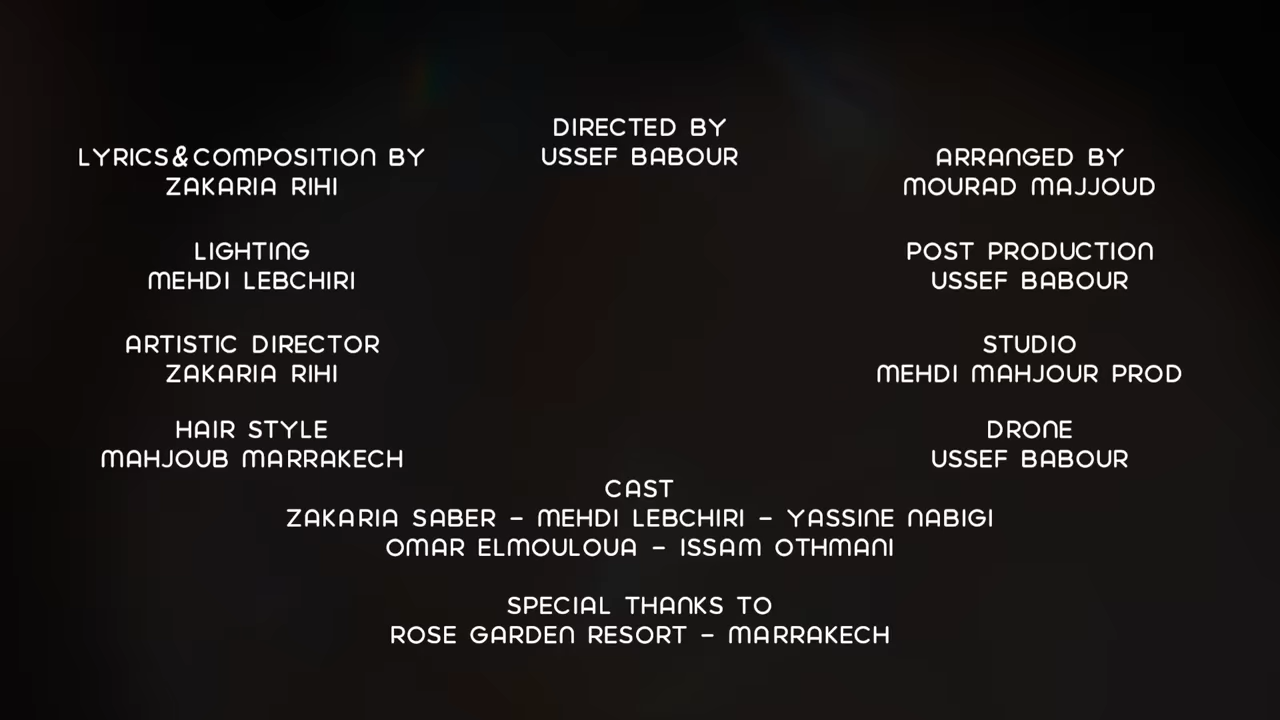 DIRECTED BY
USSEF BABOUR
LYRICS&COMPOSITION BY
ZAKARIA RIHI
LIGHTING
MEHDI LEBCHIRI
ARTISTIC DIRECTOR
ZAKARIA RIHI
HAIR STYLE
MAHJOUB MARRAKECH
ARRANGED BY
MOURAD MAJJOUD
POST PRODUCTION
USSEF BABOUR
STUDIO
MEHDI MAHJOUR PROD
DRONE
USSEF BABOUR
CAST
ZAKARIA SABER - MEHDI LEBCHIRI - YASSINE NABIGI
OMAR ELMOULOUA - ISSAM OTHMANI
SPECIAL THANKS TO
ROSE GARDEN RESORT - MARRAKECH